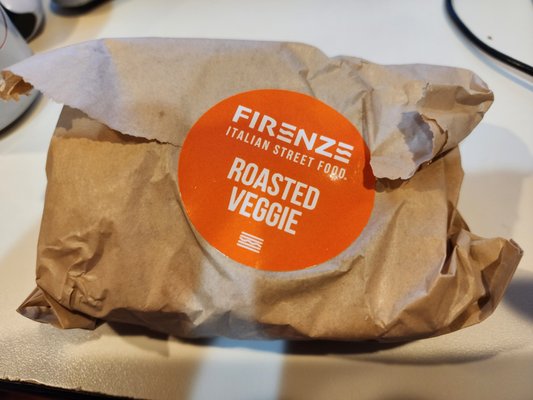 FIRENZE
ITALIAN STREET FOOD
ROASTED
VEGGIE